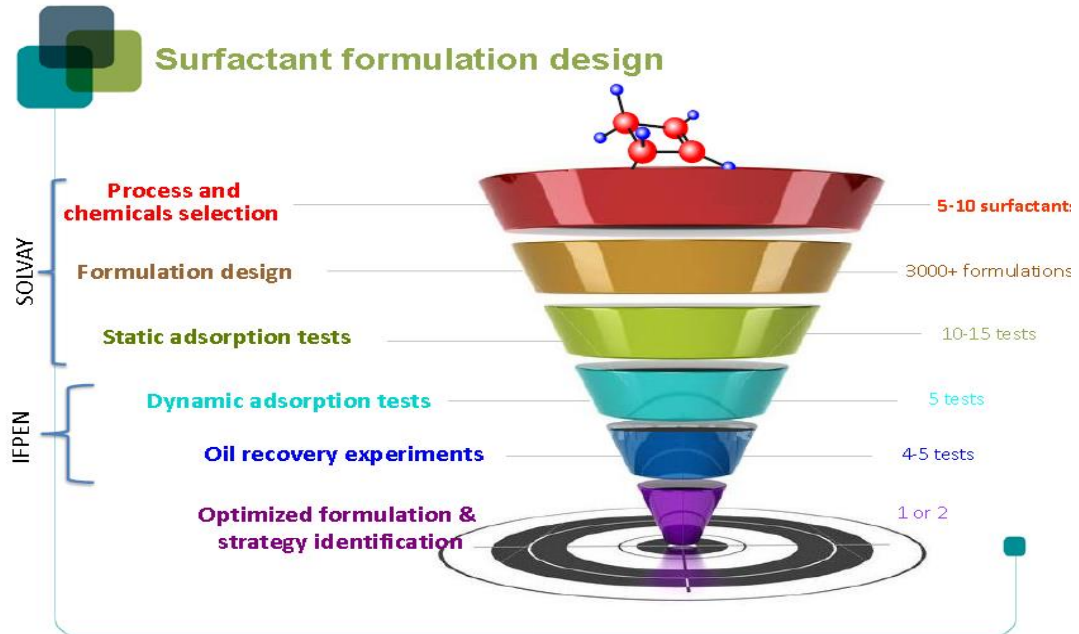 Surfactant formulation design
SOLVAY
Process and
chemicals selection
5-10 surfactants
Formulation design
3000+ formulations
Static adsorption tests
10-15 tests
IFPEN
Dynamic adsorption tests
5 tests
Oil recovery experiments
4-5 tests
Optimized formulation &
strategy identification
1 or 2